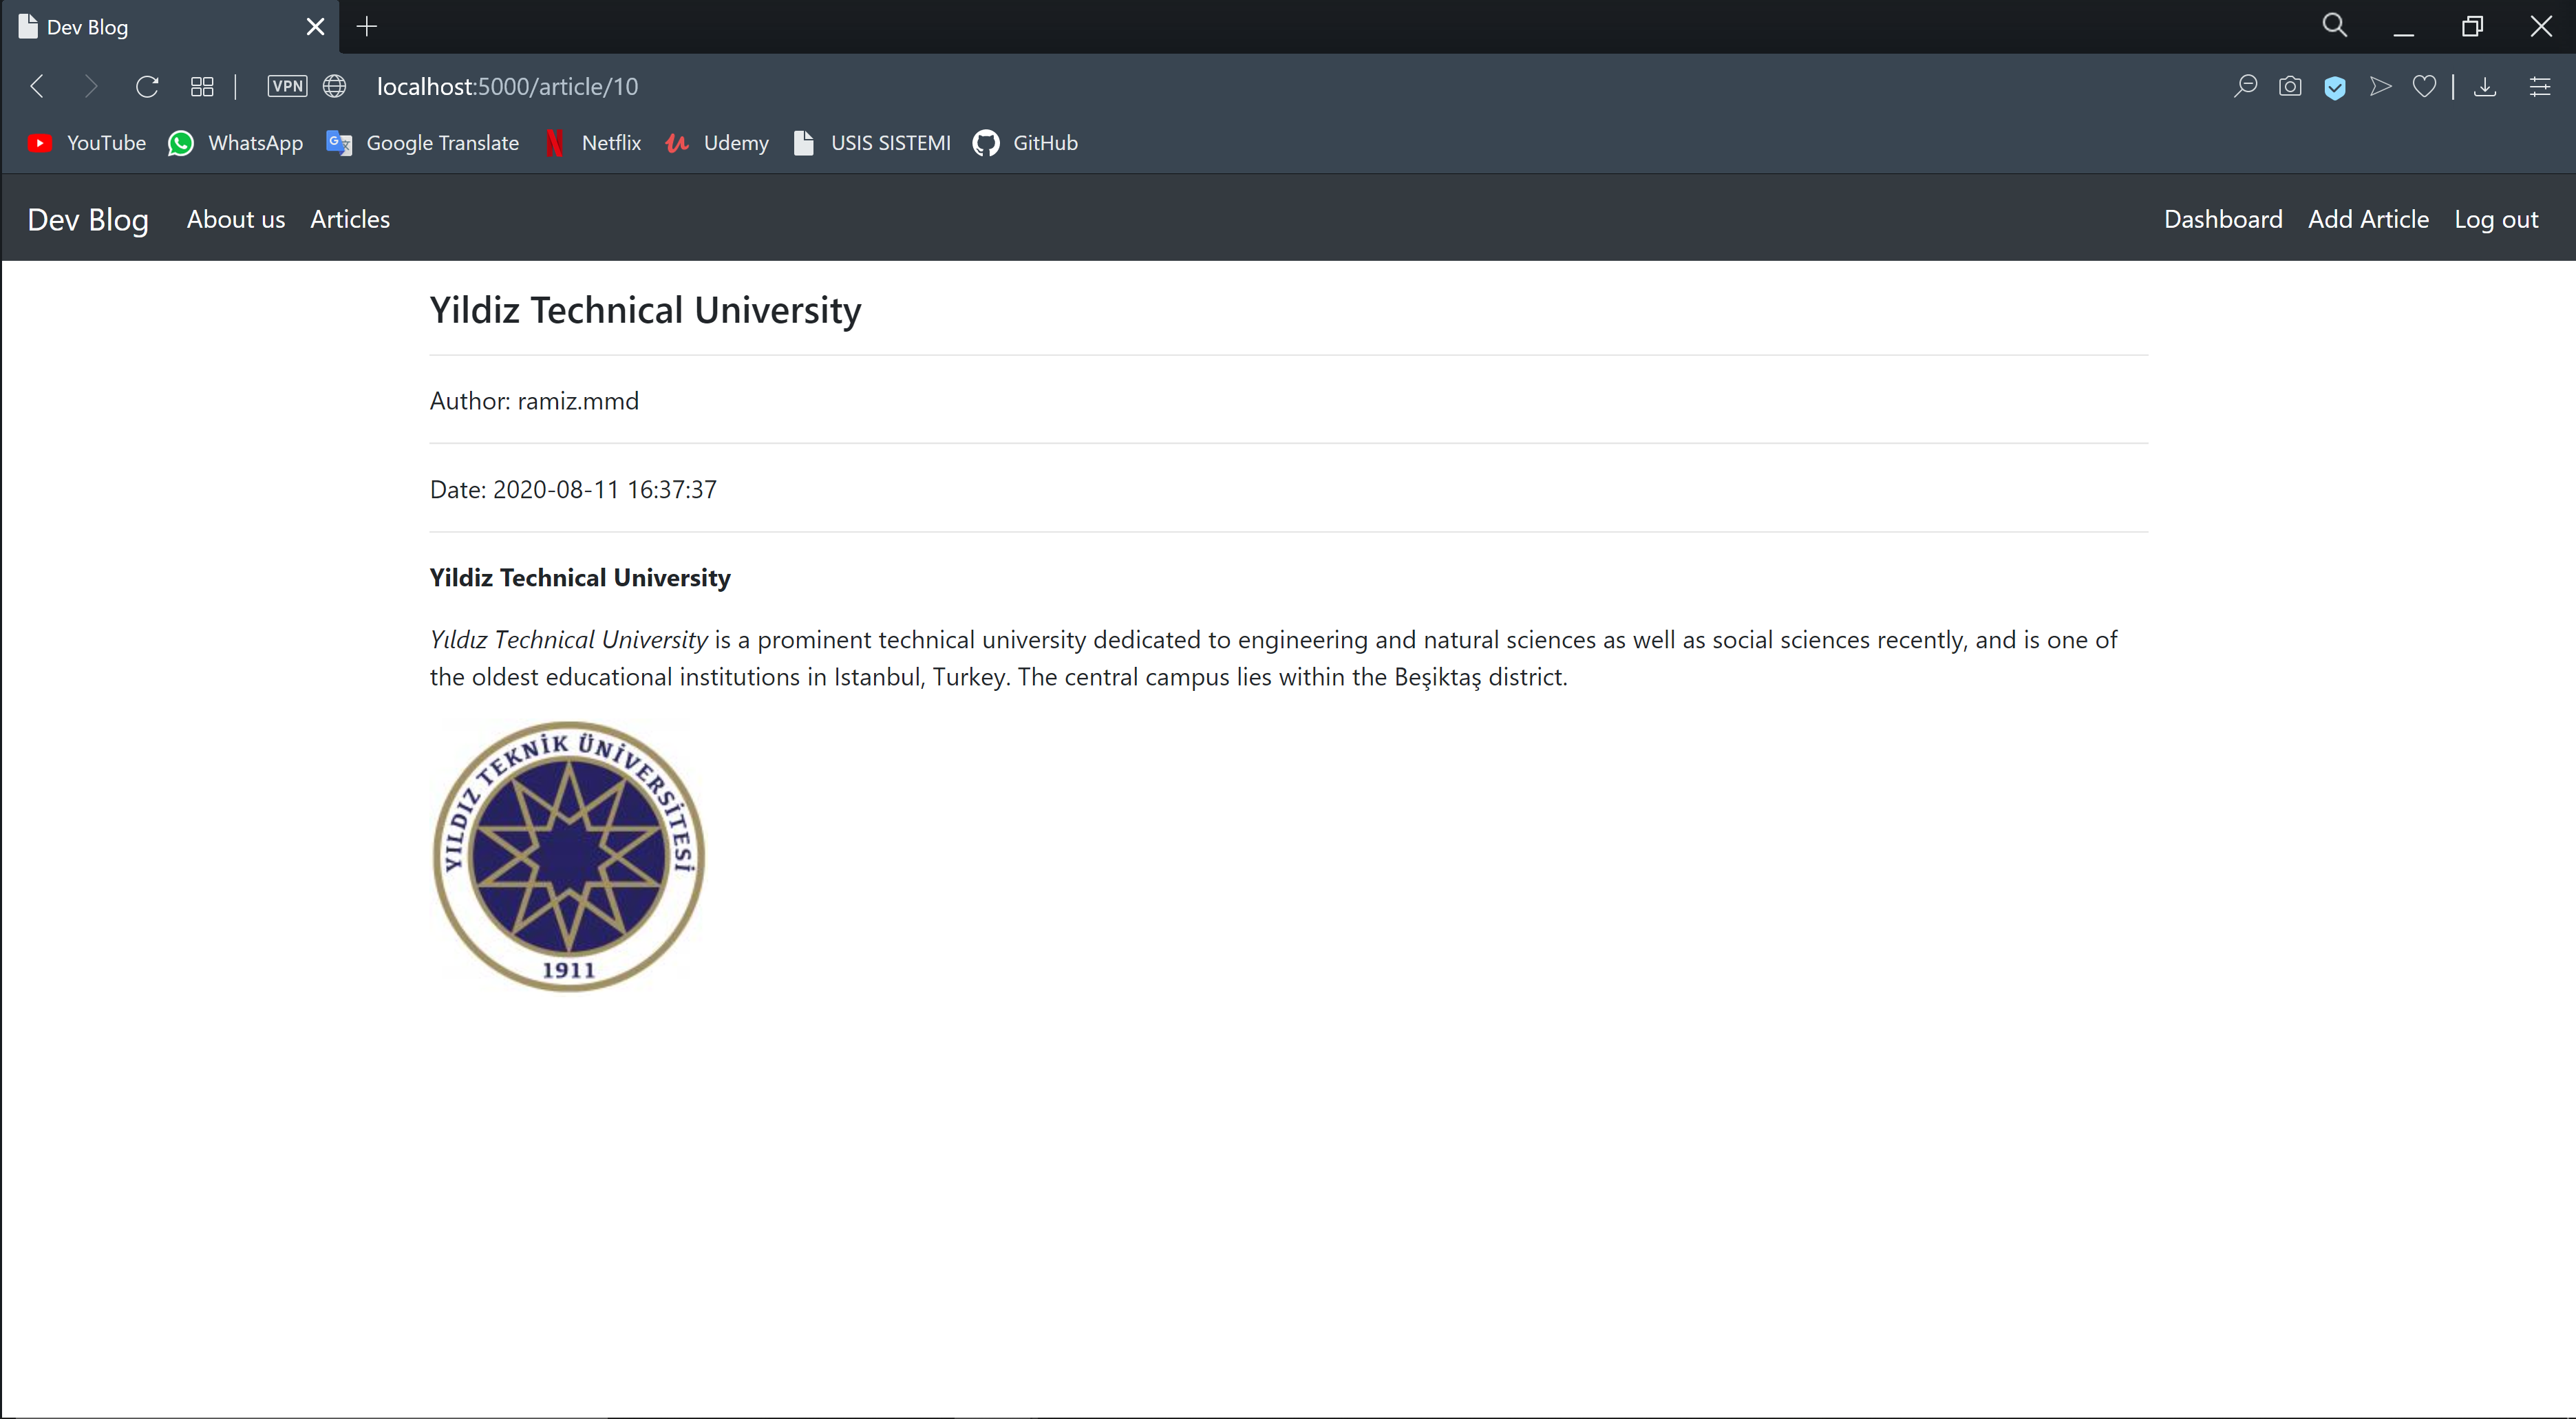 Dev Blog
VPN localhost:5000/article/10
YouTube WhatsApp Google Translate Netflix Udemy USIS SISTEMI GitHub
Dev Blog About us Articles Dashboard Add Article Log out
Yildiz Technical University
Author: ramiz.mmd
Date: 2020-08-11 16:37:37
Yildiz Technical University
Yıldız Technical University is a prominent technical university dedicated to engineering and natural sciences as well as social sciences recently, and is one of
the oldest educational institutions in Istanbul, Turkey. The central campus lies within the Beşiktaş district.
YILDIZ TEKNİK ÜNİVERSİTESİ
1911